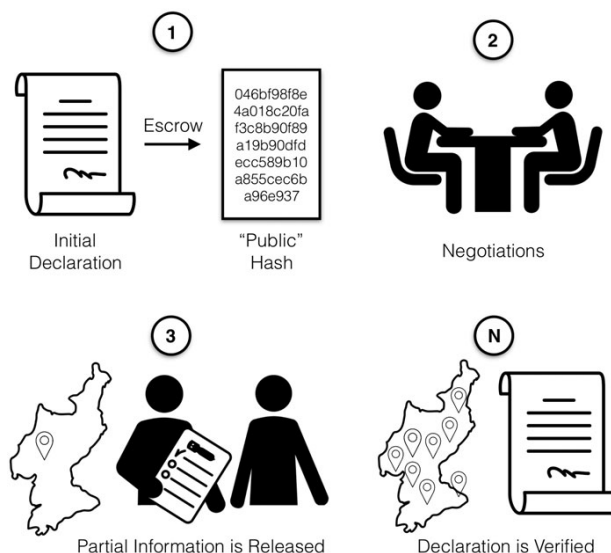 1
2
Escrow
046bf98f8e
4a018c20fa
f3c8b90f89
a19b90dfd
ecc589b10
a855cec6b
a96e937
Initial
Declaration
"Public"
Hash
Negotiations
3
N
Partial Information is Released
Declaration is Verified